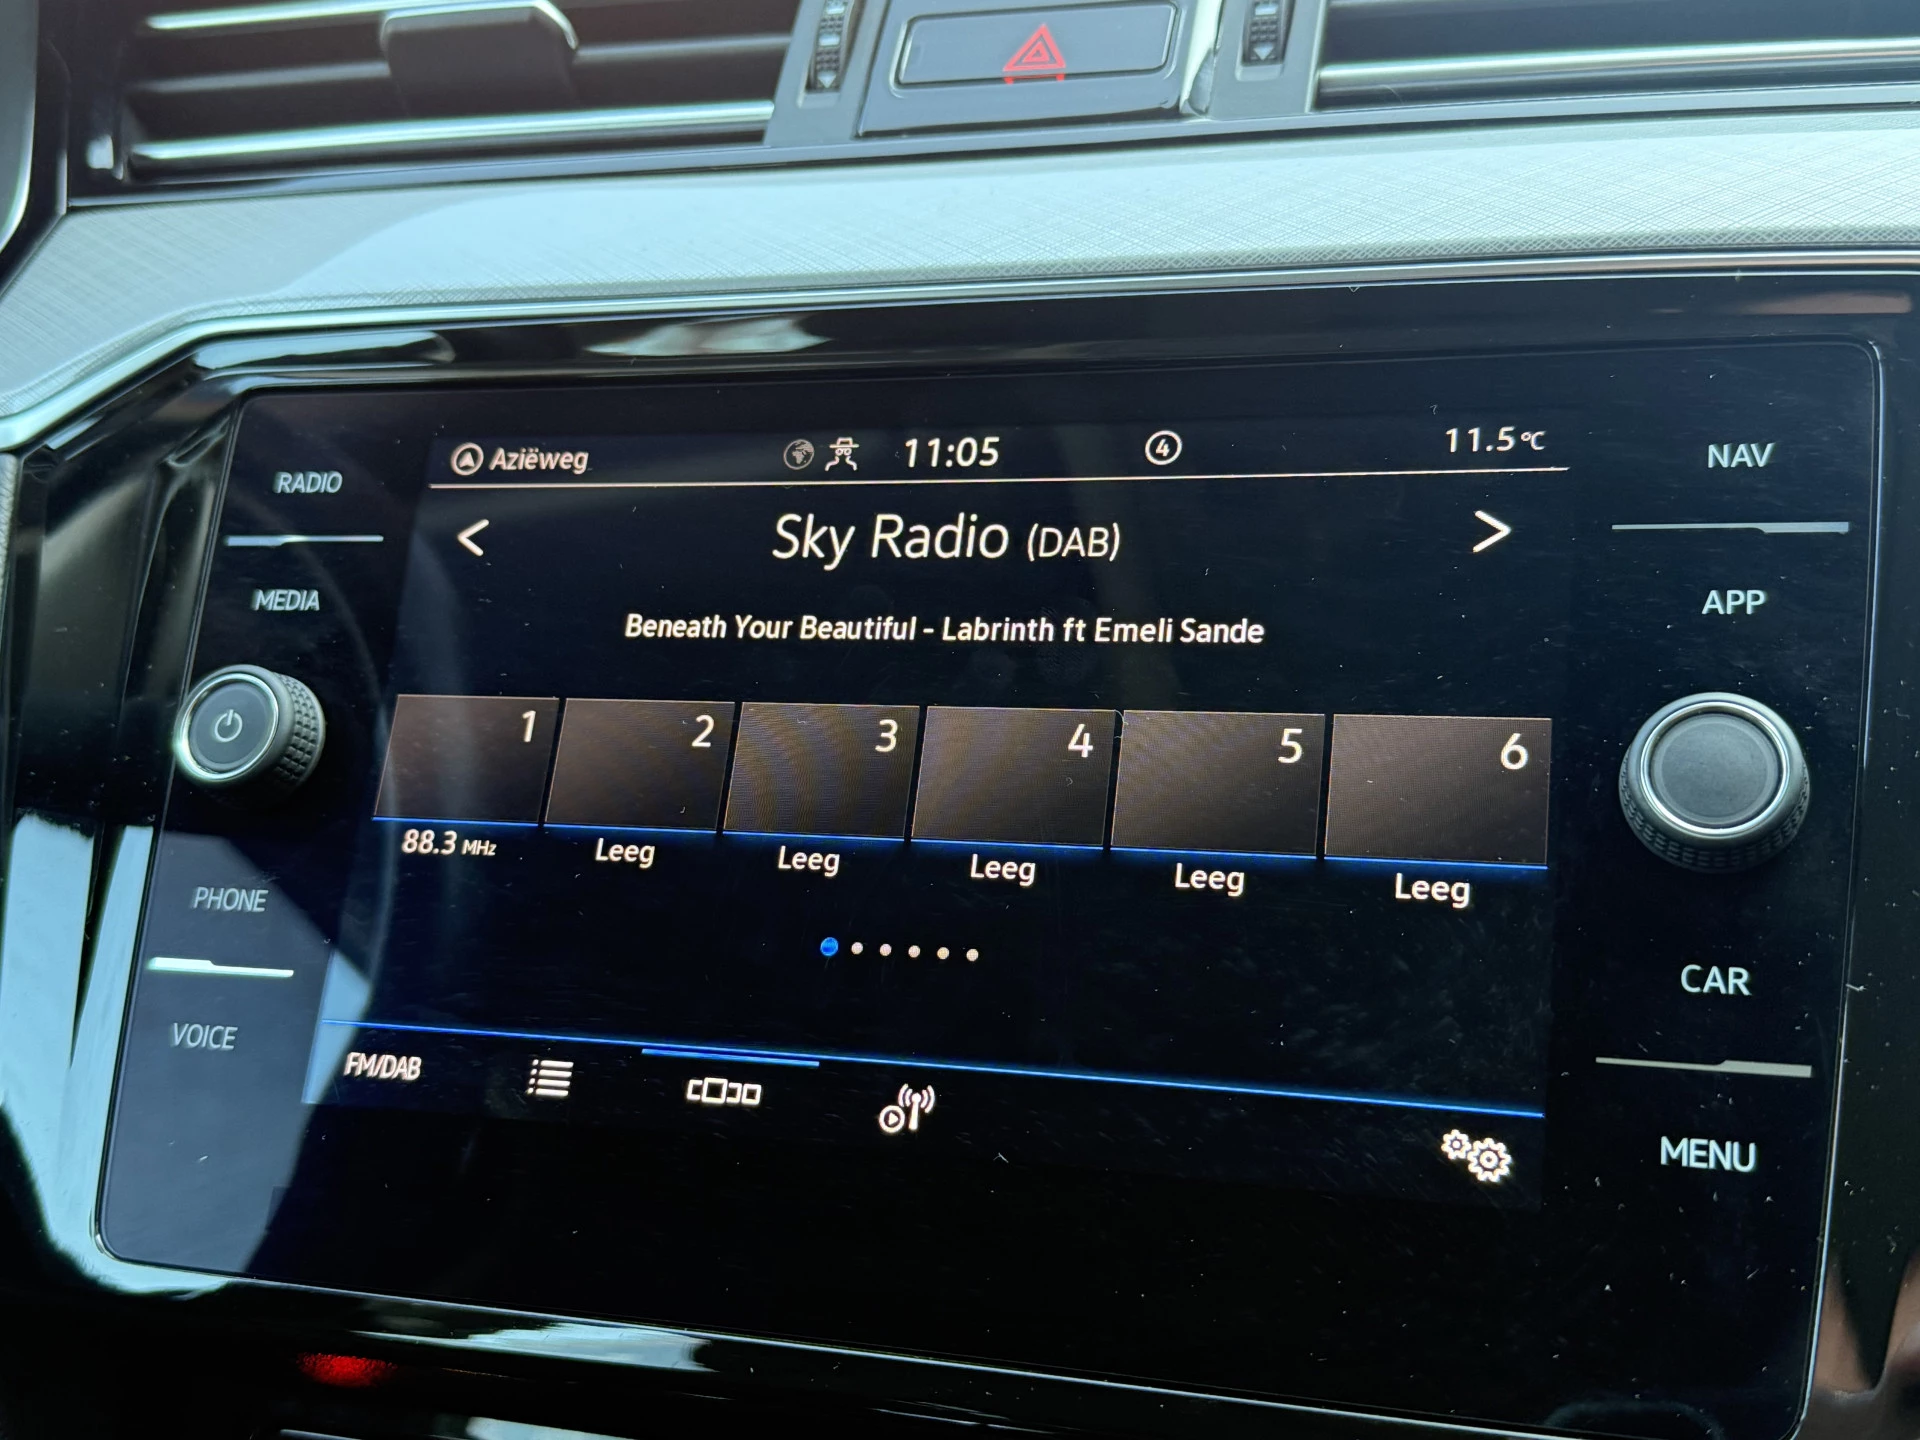 Aziëweg 11:05 4 11.5°C
RADIO
NAV
< Sky Radio (DAB) >
MEDIA
APP
Beneath Your Beautiful - Labrinth ft Emeli Sande
1 2 3 4 5 6
88.3 MHz Leeg Leeg Leeg Leeg Leeg
PHONE
CAR
VOICE
FM/DAB
MENU